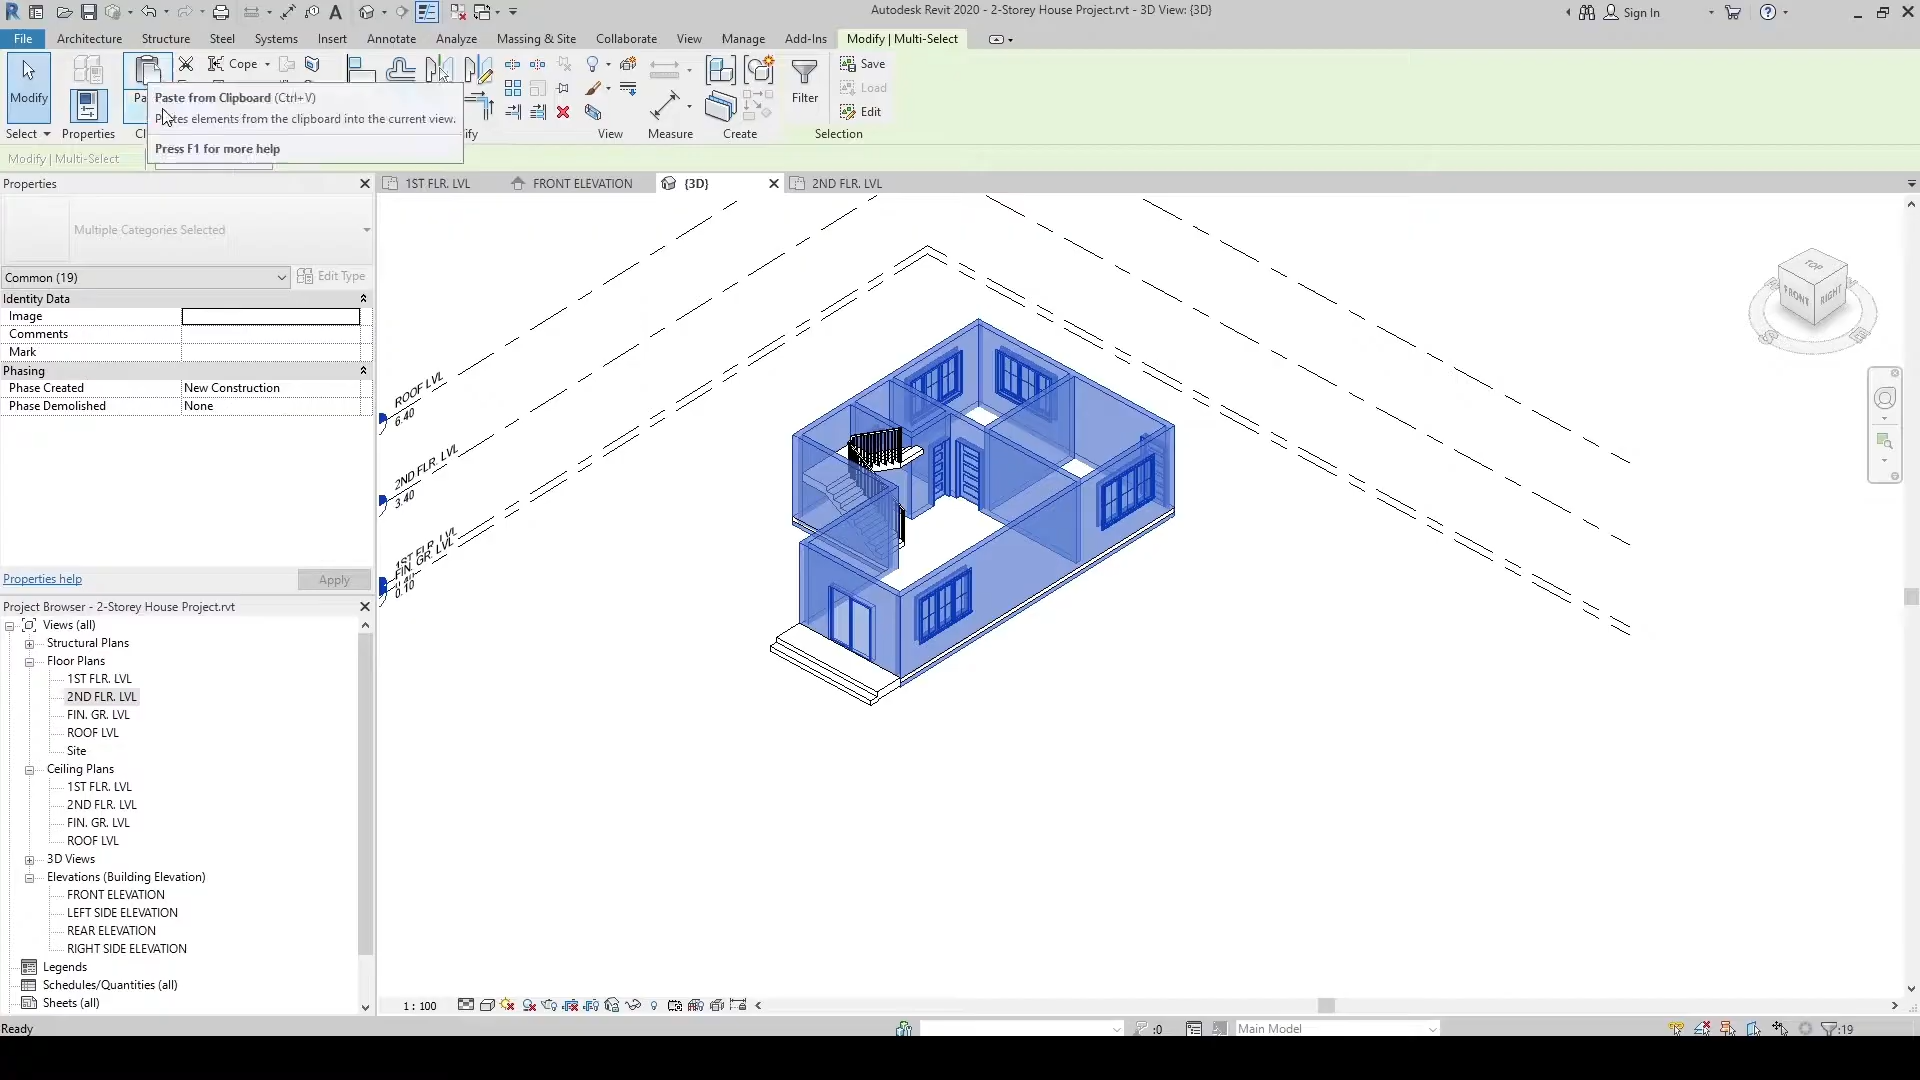 Autodesk Revit 2020 - 2-Storey House Project.rvt - 3D View: {3D}
Sign In
File
Architecture
Structure
Steel
Systems
Insert
Annotate
Analyze
Massing & Site
Collaborate
View
Manage
Add-Ins
Modify | Multi-Select
Modify
Cope
Filter
Save
Load
Edit
Paste from Clipboard (Ctrl+V)
elements from the clipboard into the current view.
Press F1 for more help
Select
Properties
View
Measure
Create
Selection
Modify | Multi-Select
Properties
1ST FLR. LVL
FRONT ELEVATION
{3D}
2ND FLR. LVL
Multiple Categories Selected
Common (19)
Edit Type
Identity Data
Image
Comments
Mark
Phasing
Phase Created
New Construction
Phase Demolished
None
Properties help
Apply
ROOF LVL
6.40
2ND FLR. LVL
3.40
1ST FLR. LVL
FIN. GR. LVL
0.10
TOP
FRONT
RIGHT
Project Browser - 2-Storey House Project.rvt
Views (all)
Structural Plans
Floor Plans
1ST FLR. LVL
2ND FLR. LVL
FIN. GR. LVL
ROOF LVL
Site
Ceiling Plans
1ST FLR. LVL
2ND FLR. LVL
FIN. GR. LVL
ROOF LVL
3D Views
Elevations (Building Elevation)
FRONT ELEVATION
LEFT SIDE ELEVATION
REAR ELEVATION
RIGHT SIDE ELEVATION
Legends
Schedules/Quantities (all)
Sheets (all)
1 : 100
Ready
:0
Main Model
:19